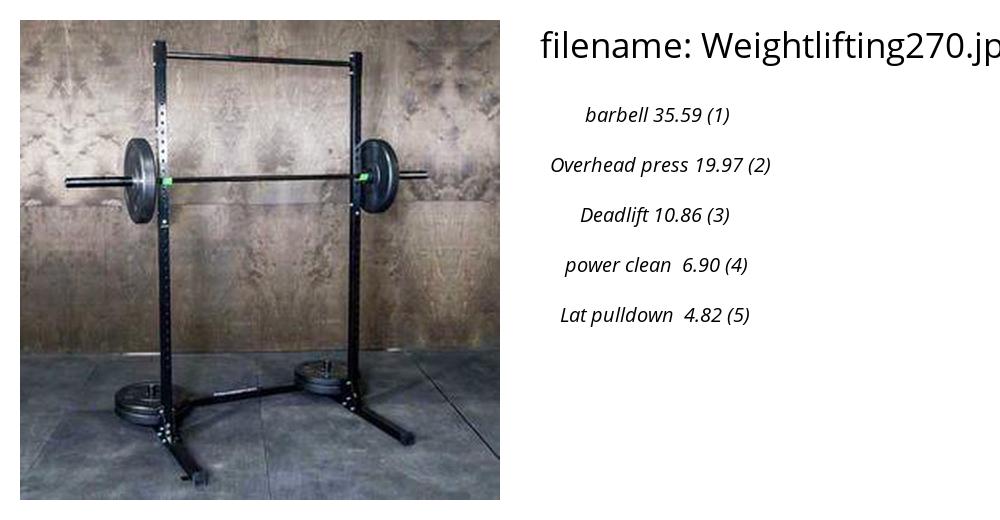 filename: Weightlifting270.jp
barbell 35.59 (1)
Overhead press 19.97 (2)
Deadlift 10.86 (3)
power clean 6.90 (4)
Lat pulldown 4.82 (5)